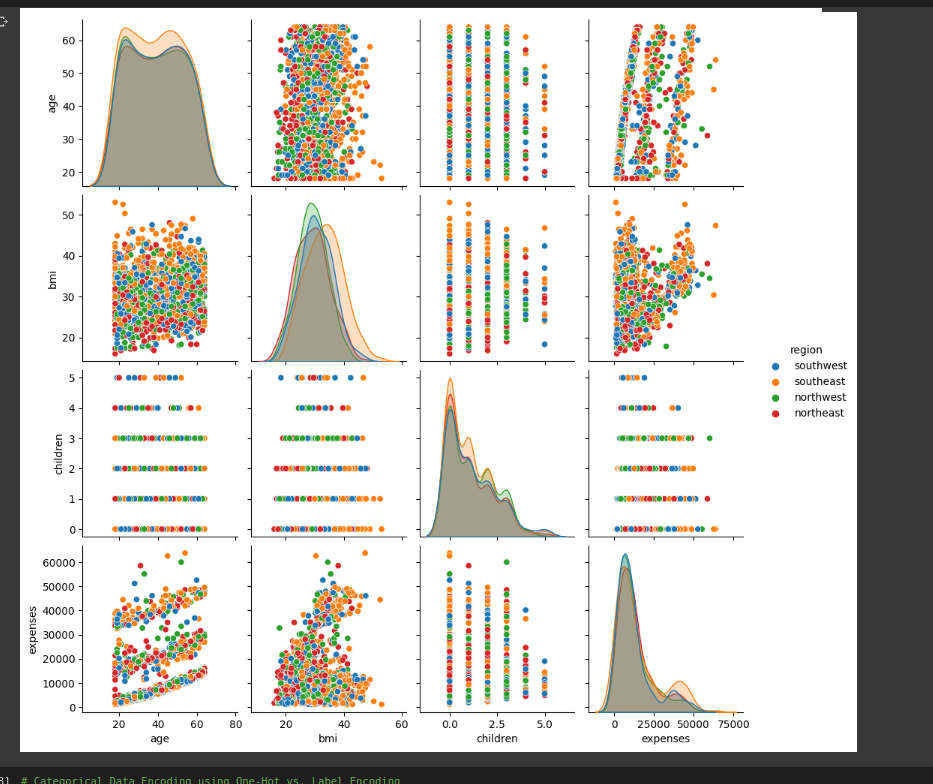 60
50
age
40
30
20
50
bmi
40
30
20
region
southwest
southeast
northwest
northeast
5
4
children
3
2
1
0
60000
50000
40000
expenses
30000
20000
10000
0
20 40 60 80 20 40 60 0.0 2.5 5.0 0 25000 50000 75000
age bmi children expenses
# Categorical Data Encoding using One-Hot vs. Label Encoding